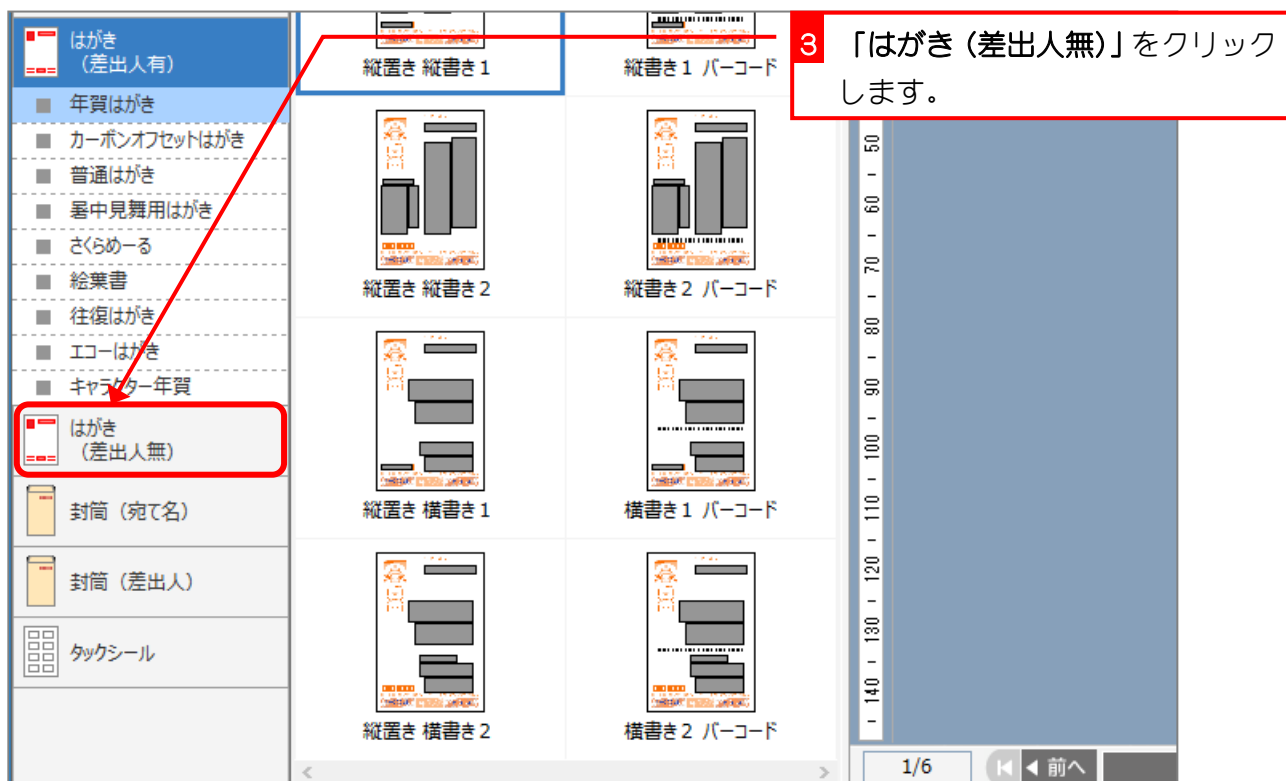 はがき
（差出人有）
年賀はがき
カーボンオフセットはがき
普通はがき
暑中見舞用はがき
さくらめーる
絵葉書
往復はがき
エコーはがき
キャラクター年賀
はがき
（差出人無）
封筒（宛て名）
封筒（差出人）
タックシール
縦置き 縦書き1
縦書き1 バーコード
縦置き 縦書き2
縦書き2 バーコード
縦置き 横書き1
横書き1 バーコード
縦置き 横書き2
横書き2 バーコード
3 「はがき（差出人無）」をクリック
します。
50
60
70
80
90
100
110
120
130
140
1/6
前へ